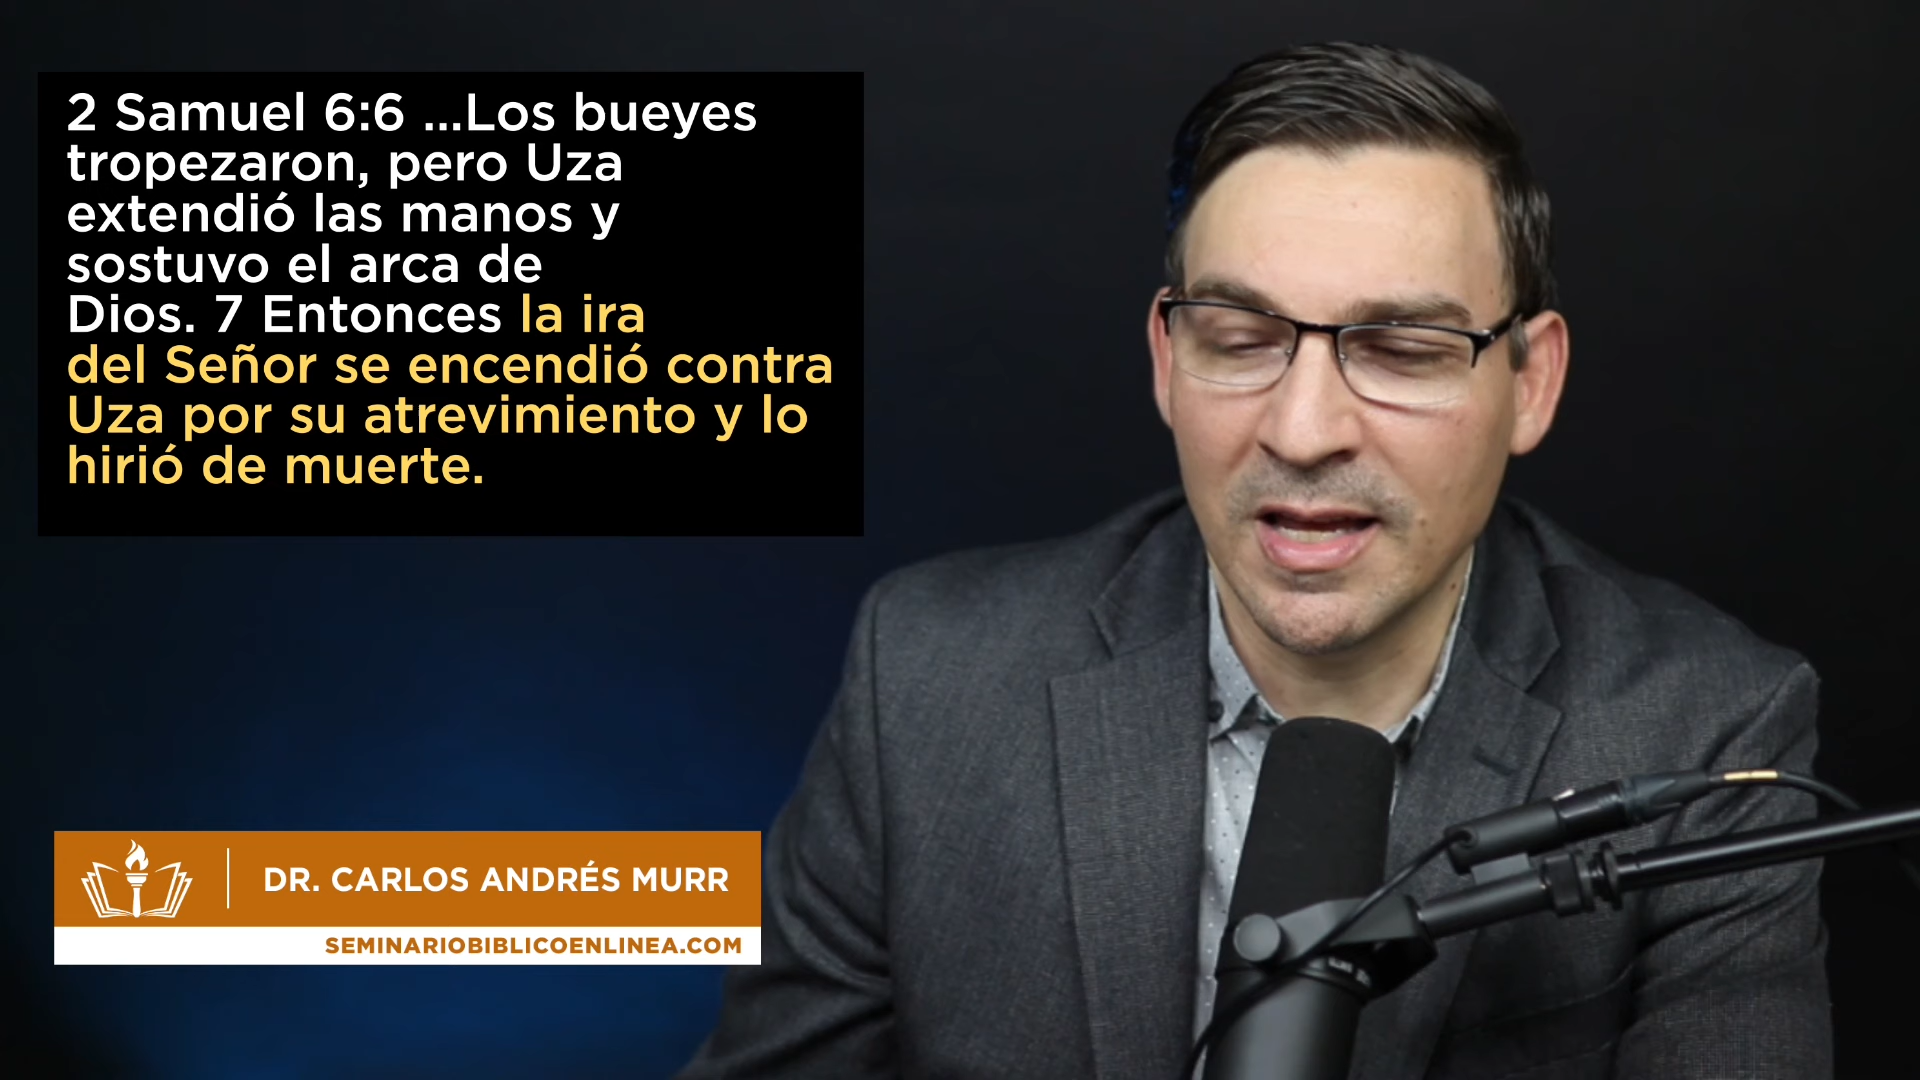 2 Samuel 6:6 ...Los bueyes
tropezaron, pero Uza
extendió las manos y
sostuvo el arca de
Dios. 7 Entonces la ira
del Señor se encendió contra
Uza por su atrevimiento y lo
hirió de muerte.
DR. CARLOS ANDRÉS MURR
SEMINARIOBIBLICOENLINEA.COM